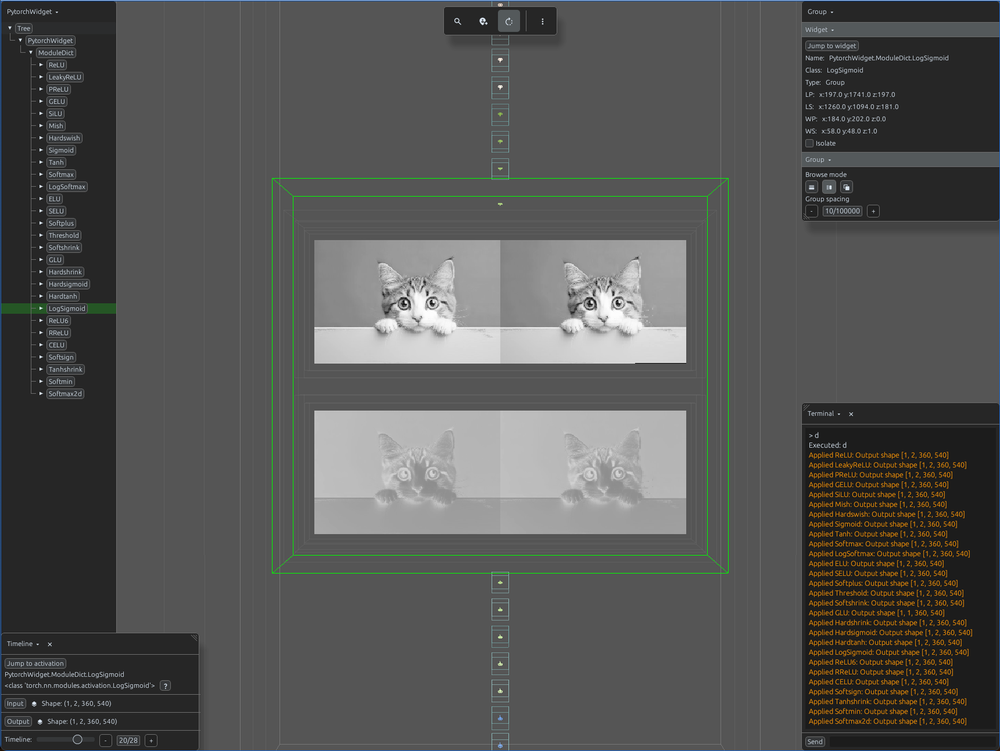 PytorchWidget
Tree
PytorchWidget
ModuleDict
ReLU
LeakyReLU
PReLU
GELU
SiLU
Mish
Hardswish
Sigmoid
Tanh
Softmax
LogSoftmax
ELU
SELU
Softplus
Threshold
Softshrink
GLU
Hardshrink
Hardsigmoid
Hardtanh
LogSigmoid
ReLU6
RReLU
CELU
Softsign
Tanhshrink
Softmin
Softmax2d
Timeline
Jump to activation
PytorchWidget.ModuleDict.LogSigmoid
<class 'torch.nn.modules.activation.LogSigmoid'> ?
Input Shape: (1, 2, 360, 540)
Output Shape: (1, 2, 360, 540)
Timeline: - 20/28 +
Group
Widget
Jump to widget
Name: PytorchWidget.ModuleDict.LogSigmoid
Class: LogSigmoid
Type: Group
LP: x:197.0 y:1741.0 z:197.0
LS: x:1260.0 y:1094.0 z:181.0
WP: x:184.0 y:202.0 z:0.0
WS: x:58.0 y:48.0 z:1.0
Isolate
Group
Browse mode
Group spacing
- 10/100000 +
Terminal
> d
Executed: d
Applied ReLU: Output shape [1, 2, 360, 540]
Applied LeakyReLU: Output shape [1, 2, 360, 540]
Applied PReLU: Output shape [1, 2, 360, 540]
Applied GELU: Output shape [1, 2, 360, 540]
Applied SiLU: Output shape [1, 2, 360, 540]
Applied Mish: Output shape [1, 2, 360, 540]
Applied Hardswish: Output shape [1, 2, 360, 540]
Applied Sigmoid: Output shape [1, 2, 360, 540]
Applied Tanh: Output shape [1, 2, 360, 540]
Applied Softmax: Output shape [1, 2, 360, 540]
Applied LogSoftmax: Output shape [1, 2, 360, 540]
Applied ELU: Output shape [1, 2, 360, 540]
Applied SELU: Output shape [1, 2, 360, 540]
Applied Softplus: Output shape [1, 2, 360, 540]
Applied Threshold: Output shape [1, 2, 360, 540]
Applied Softshrink: Output shape [1, 2, 360, 540]
Applied GLU: Output shape [1, 1, 360, 540]
Applied Hardshrink: Output shape [1, 2, 360, 540]
Applied Hardsigmoid: Output shape [1, 2, 360, 540]
Applied Hardtanh: Output shape [1, 2, 360, 540]
Applied LogSigmoid: Output shape [1, 2, 360, 540]
Applied ReLU6: Output shape [1, 2, 360, 540]
Applied RReLU: Output shape [1, 2, 360, 540]
Applied CELU: Output shape [1, 2, 360, 540]
Applied Softsign: Output shape [1, 2, 360, 540]
Applied Tanhshrink: Output shape [1, 2, 360, 540]
Applied Softmin: Output shape [1, 2, 360, 540]
Applied Softmax2d: Output shape [1, 2, 360, 540]
Send